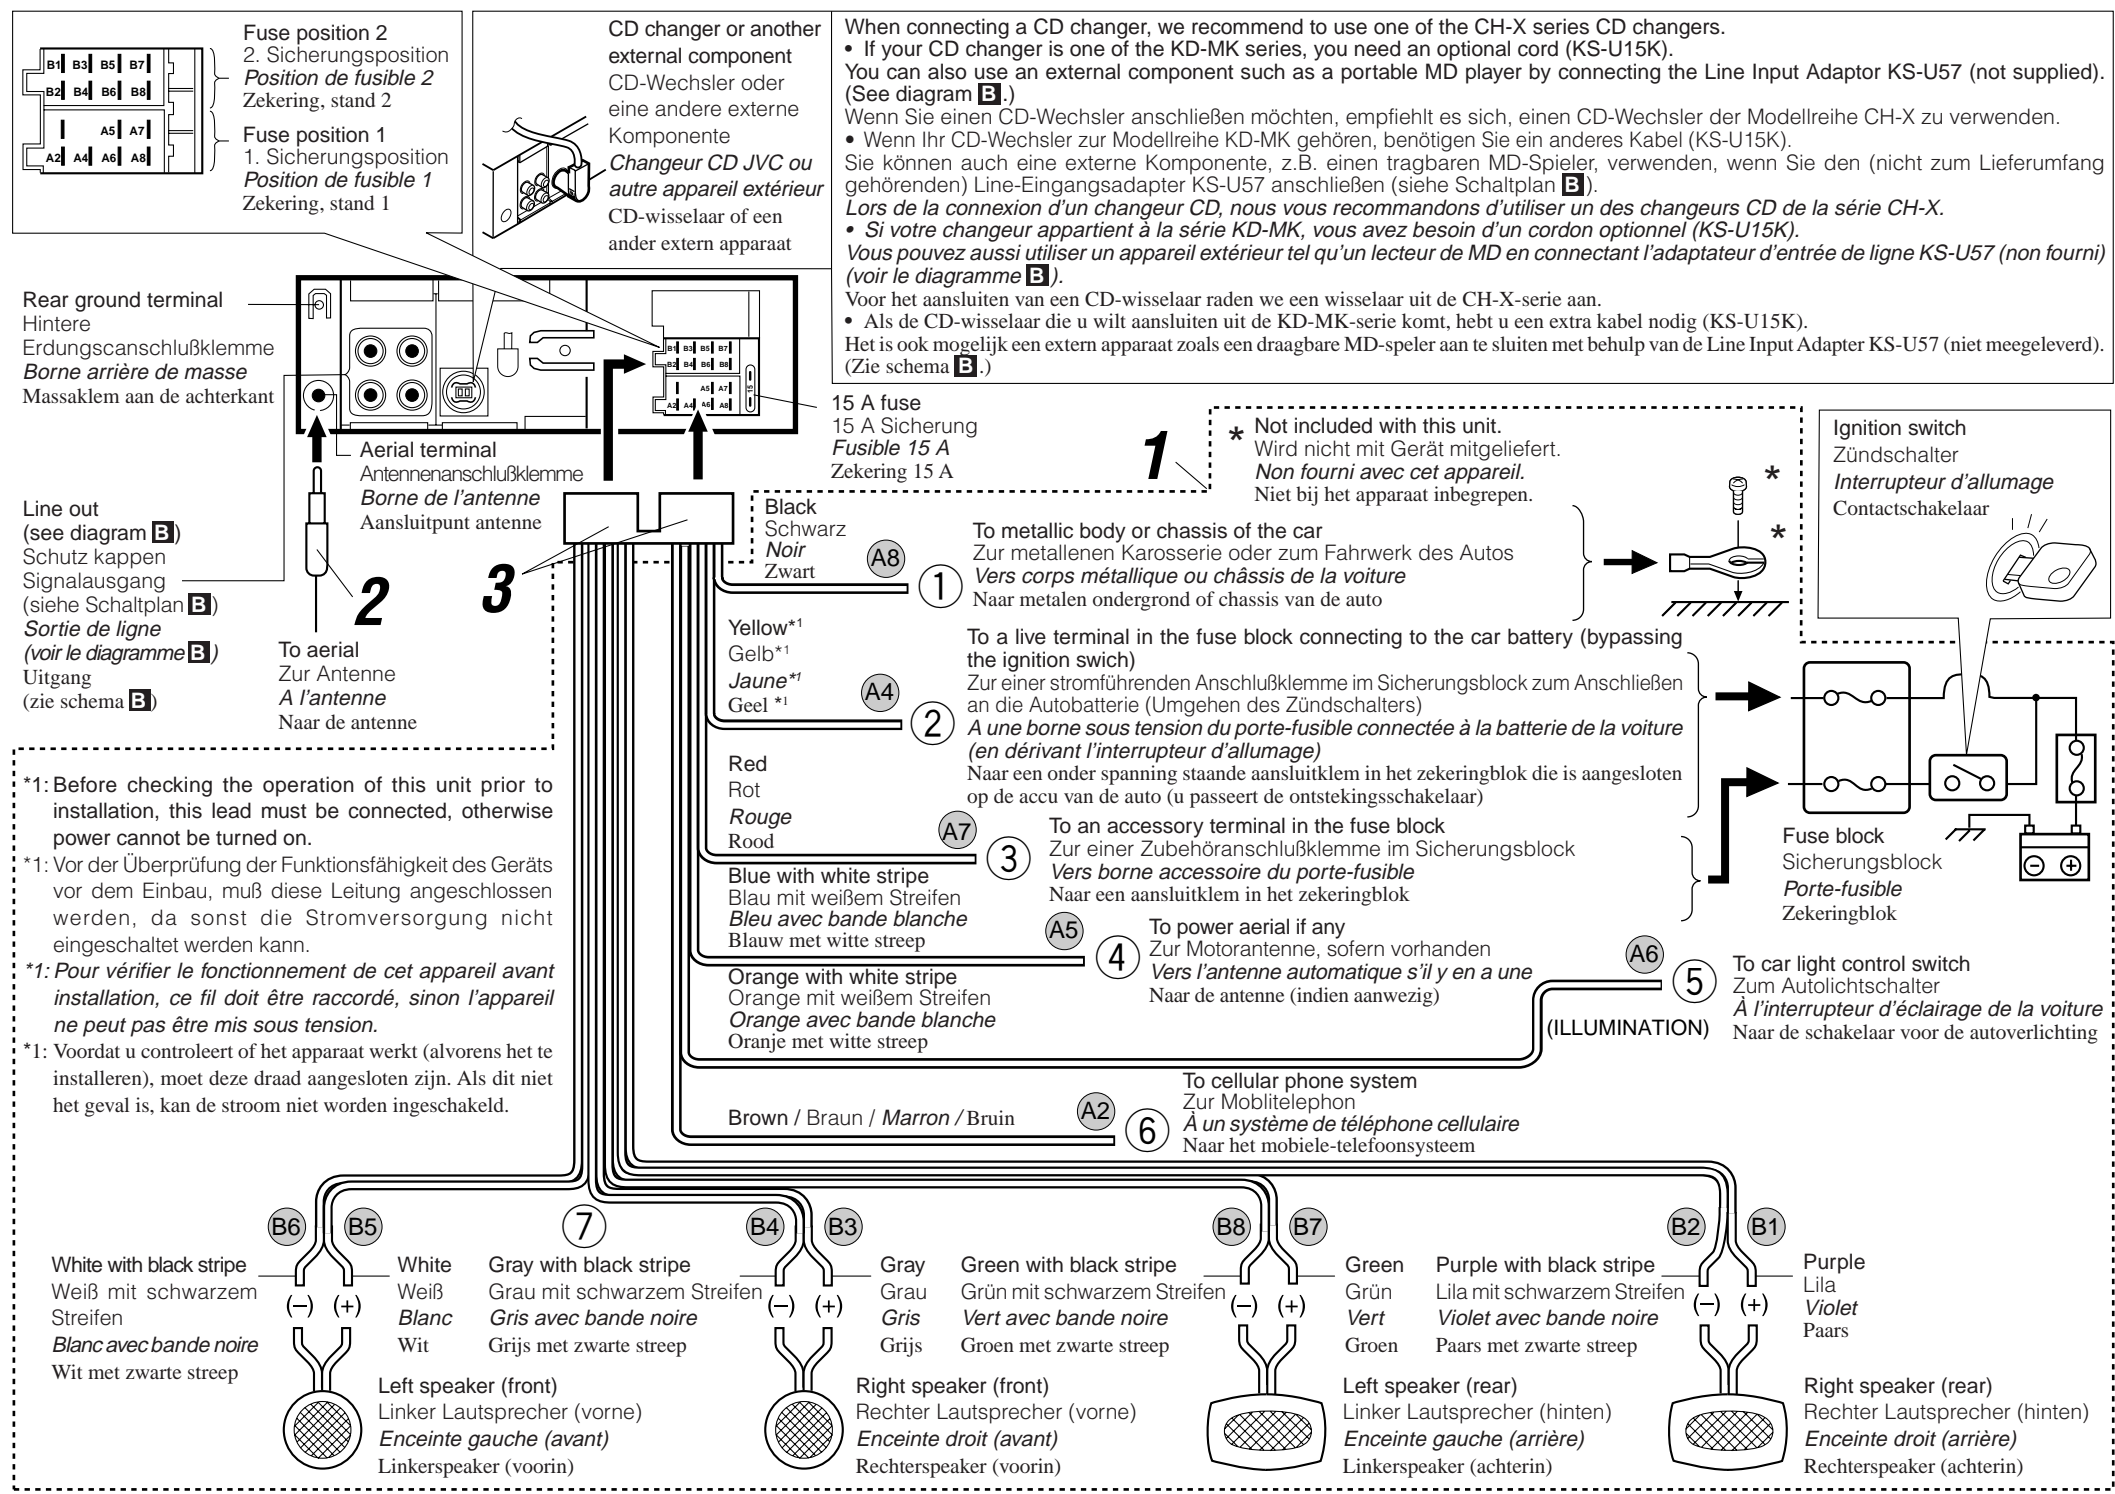 B1 B3 B5 B7
B2 B4 B6 B8
A5 A7
A2 A4 A6 A8
Fuse position 2
2. Sicherungsposition
Position de fusible 2
Zekering, stand 2
Fuse position 1
1. Sicherungsposition
Position de fusible 1
Zekering, stand 1
CD changer or another
external component
CD-Wechsler oder
eine andere externe
Komponente
Changeur CD JVC ou
autre appareil extérieur
CD-wisselaar of een
ander extern apparaat
When connecting a CD changer, we recommend to use one of the CH-X series CD changers.
• If your CD changer is one of the KD-MK series, you need an optional cord (KS-U15K).
You can also use an external component such as a portable MD player by connecting the Line Input Adaptor KS-U57 (not supplied).
(See diagram B .)
Wenn Sie einen CD-Wechsler anschließen möchten, empfiehlt es sich, einen CD-Wechsler der Modellreihe CH-X zu verwenden.
• Wenn Ihr CD-Wechsler zur Modellreihe KD-MK gehören, benötigen Sie ein anderes Kabel (KS-U15K).
Sie können auch eine externe Komponente, z.B. einen tragbaren MD-Spieler, verwenden, wenn Sie den (nicht zum Lieferumfang
gehörenden) Line-Eingangsadapter KS-U57 anschließen (siehe Schaltplan B ).
Lors de la connexion d'un changeur CD, nous vous recommandons d'utiliser un des changeurs CD de la série CH-X.
• Si votre changeur appartient à la série KD-MK, vous avez besoin d'un cordon optionnel (KS-U15K).
Vous pouvez aussi utiliser un appareil extérieur tel qu'un lecteur de MD en connectant l'adaptateur d'entrée de ligne KS-U57 (non fourni)
(voir le diagramme B ).
Voor het aansluiten van een CD-wisselaar raden we een wisselaar uit de CH-X-serie aan.
• Als de CD-wisselaar die u wilt aansluiten uit de KD-MK-serie komt, hebt u een extra kabel nodig (KS-U15K).
Het is ook mogelijk een extern apparaat zoals een draagbare MD-speler aan te sluiten met behulp van de Line Input Adapter KS-U57 (niet meegeleverd).
(Zie schema B .)
Rear ground terminal
Hintere
Erdungscanschlußklemme
Borne arrière de masse
Massaklem aan de achterkant
B1 B3 B5 B7
B2 B4 B6 B8
A5 A7
A2 A4 A6 A8
15
15 A fuse
15 A Sicherung
Fusible 15 A
Zekering 15 A
Aerial terminal
Antennenanschlußklemme
Borne de l'antenne
Aansluitpunt antenne
Line out
(see diagram B )
Schutz kappen
Signalausgang
(siehe Schaltplan B )
Sortie de ligne
(voir le diagramme B )
Uitgang
(zie schema B )
2
To aerial
Zur Antenne
A l'antenne
Naar de antenne
3
1
* Not included with this unit.
Wird nicht mit Gerät mitgeliefert.
Non fourni avec cet appareil.
Niet bij het apparaat inbegrepen.
*
*
Ignition switch
Zündschalter
Interrupteur d'allumage
Contactschakelaar
Black
Schwarz
Noir
Zwart
A8
1
To metallic body or chassis of the car
Zur metallenen Karosserie oder zum Fahrwerk des Autos
Vers corps métallique ou châssis de la voiture
Naar metalen ondergrond of chassis van de auto
Yellow*1
Gelb*1
Jaune*1
Geel *1
A4
2
To a live terminal in the fuse block connecting to the car battery (bypassing
the ignition swich)
Zur einer stromführenden Anschlußklemme im Sicherungsblock zum Anschließen
an die Autobatterie (Umgehen des Zündschalters)
A une borne sous tension du porte-fusible connectée à la batterie de la voiture
(en dérivant l'interrupteur d'allumage)
Naar een onder spanning staande aansluitklem in het zekeringblok die is aangesloten
op de accu van de auto (u passeert de ontstekingsschakelaar)
Red
Rot
Rouge
Rood
A7
3
To an accessory terminal in the fuse block
Zur einer Zubehöranschlußklemme im Sicherungsblock
Vers borne accessoire du porte-fusible
Naar een aansluitklem in het zekeringblok
Fuse block
Sicherungsblock
Porte-fusible
Zekeringblok
*1: Before checking the operation of this unit prior to
installation, this lead must be connected, otherwise
power cannot be turned on.
*1: Vor der Überprüfung der Funktionsfähigkeit des Geräts
vor dem Einbau, muß diese Leitung angeschlossen
werden, da sonst die Stromversorgung nicht
eingeschaltet werden kann.
*1: Pour vérifier le fonctionnement de cet appareil avant
installation, ce fil doit être raccordé, sinon l'appareil
ne peut pas être mis sous tension.
*1: Voordat u controleert of het apparaat werkt (alvorens het te
installeren), moet deze draad aangesloten zijn. Als dit niet
het geval is, kan de stroom niet worden ingeschakeld.
Blue with white stripe
Blau mit weißem Streifen
Bleu avec bande blanche
Blauw met witte streep
A5
4
To power aerial if any
Zur Motorantenne, sofern vorhanden
Vers l'antenne automatique s'il y en a une
Naar de antenne (indien aanwezig)
Orange with white stripe
Orange mit weißem Streifen
Orange avec bande blanche
Oranje met witte streep
A6
5
(ILLUMINATION)
To car light control switch
Zum Autolichtschalter
À l'interrupteur d'éclairage de la voiture
Naar de schakelaar voor de autoverlichting
Brown / Braun / Marron / Bruin
A2
6
To cellular phone system
Zur Moblitelephon
À un système de téléphone cellulaire
Naar het mobiele-telefoonsysteem
B6 B5
7
B4 B3
B8 B7
B2 B1
White with black stripe
Weiß mit schwarzem
Streifen
Blanc avec bande noire
Wit met zwarte streep
(–) (+)
White
Weiß
Blanc
Wit
Gray with black stripe
Grau mit schwarzem Streifen
Gris avec bande noire
Grijs met zwarte streep
(–) (+)
Gray
Grau
Gris
Grijs
Green with black stripe
Grün mit schwarzem Streifen
Vert avec bande noire
Groen met zwarte streep
(–) (+)
Green
Grün
Vert
Groen
Purple with black stripe
Lila mit schwarzem Streifen
Violet avec bande noire
Paars met zwarte streep
(–) (+)
Purple
Lila
Violet
Paars
Left speaker (front)
Linker Lautsprecher (vorne)
Enceinte gauche (avant)
Linkerspeaker (voorin)
Right speaker (front)
Rechter Lautsprecher (vorne)
Enceinte droit (avant)
Rechterspeaker (voorin)
Left speaker (rear)
Linker Lautsprecher (hinten)
Enceinte gauche (arrière)
Linkerspeaker (achterin)
Right speaker (rear)
Rechter Lautsprecher (hinten)
Enceinte droit (arrière)
Rechterspeaker (achterin)